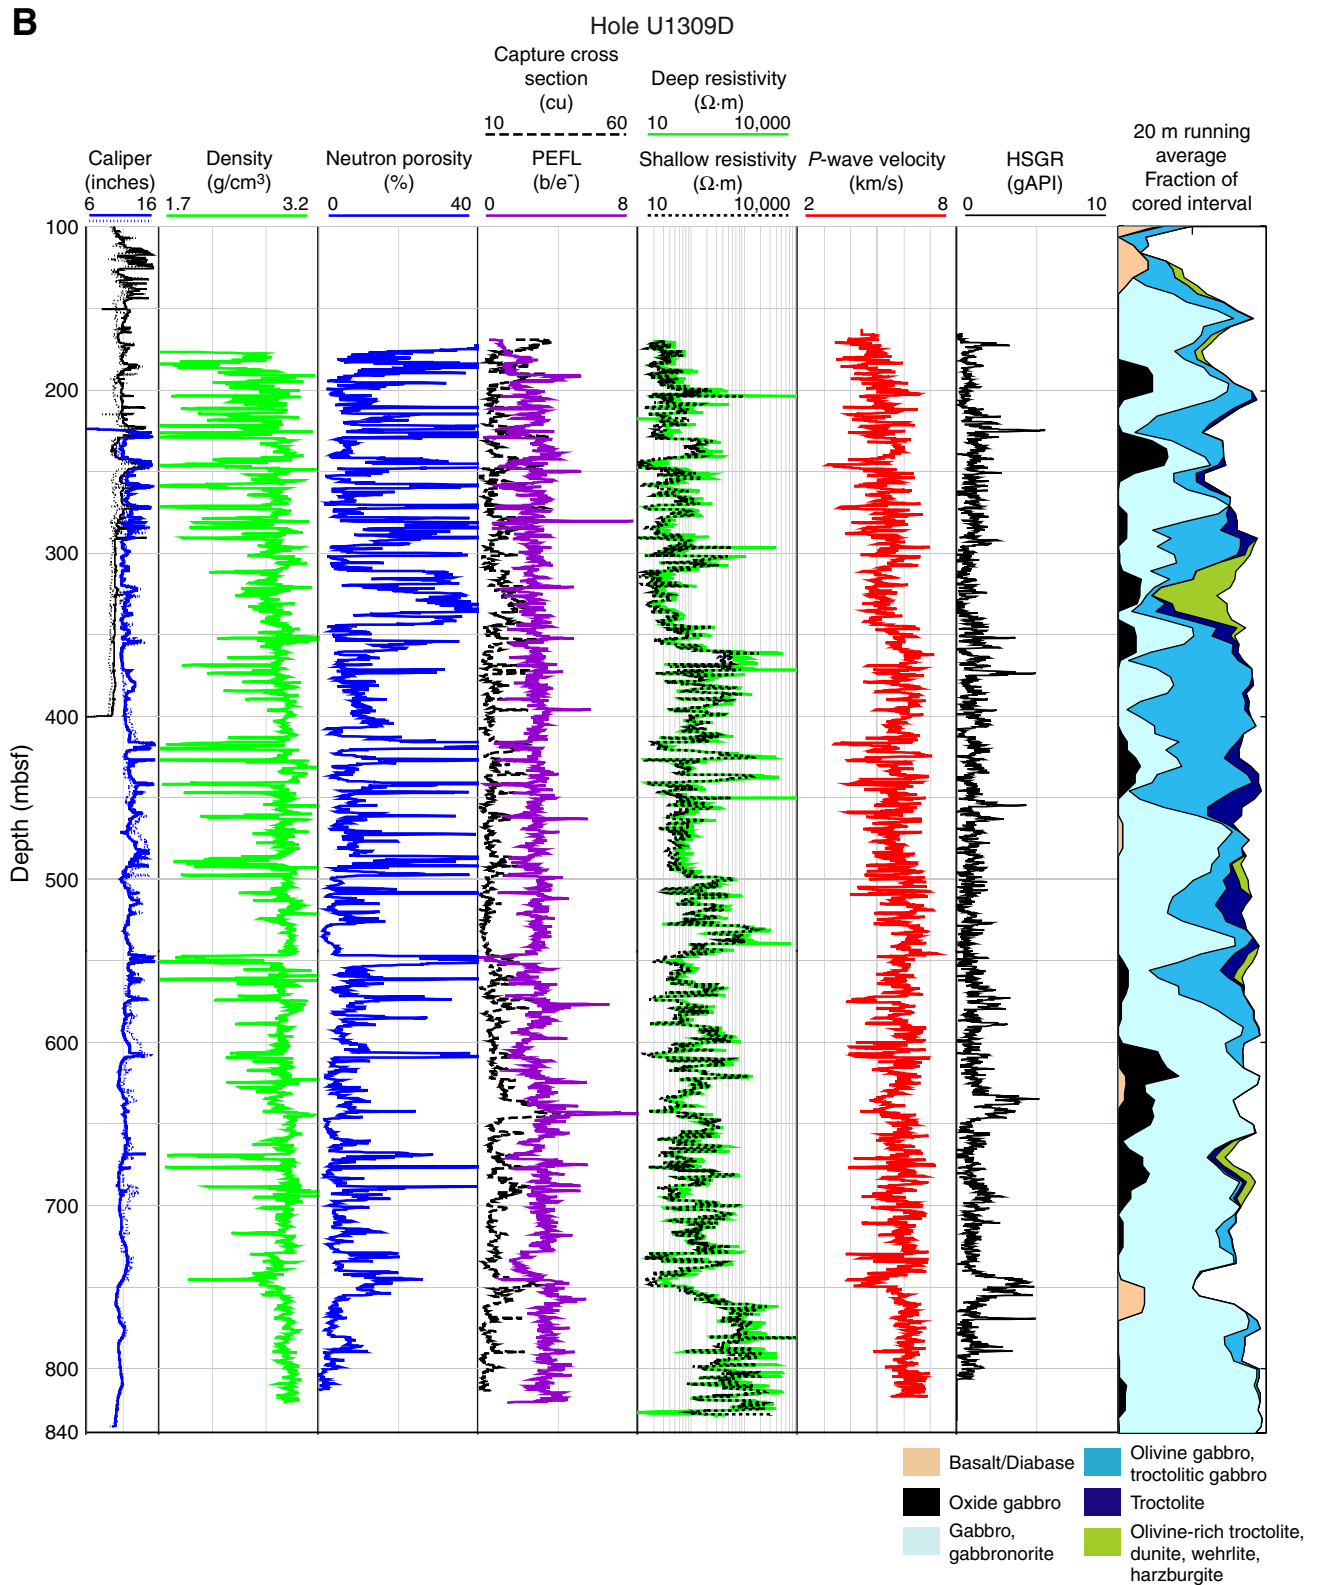 B
Hole U1309D
Capture cross
section
(cu)
10 60
Deep resistivity
(Ω·m)
10 10,000
Caliper
(inches)
6 16
Density
(g/cm³)
1.7 3.2
Neutron porosity
(%)
0 40
PEFL
(b/e⁻)
0 8
Shallow resistivity
(Ω·m)
10 10,000
P-wave velocity
(km/s)
2 8
HSGR
(gAPI)
0 10
20 m running
average
Fraction of
cored interval
Depth (mbsf)
100
200
300
400
500
600
700
800
840
Basalt/Diabase
Oxide gabbro
Gabbro,
gabbronorite
Olivine gabbro,
troctolitic gabbro
Troctolite
Olivine-rich troctolite,
dunite, wehrlite,
harzburgite